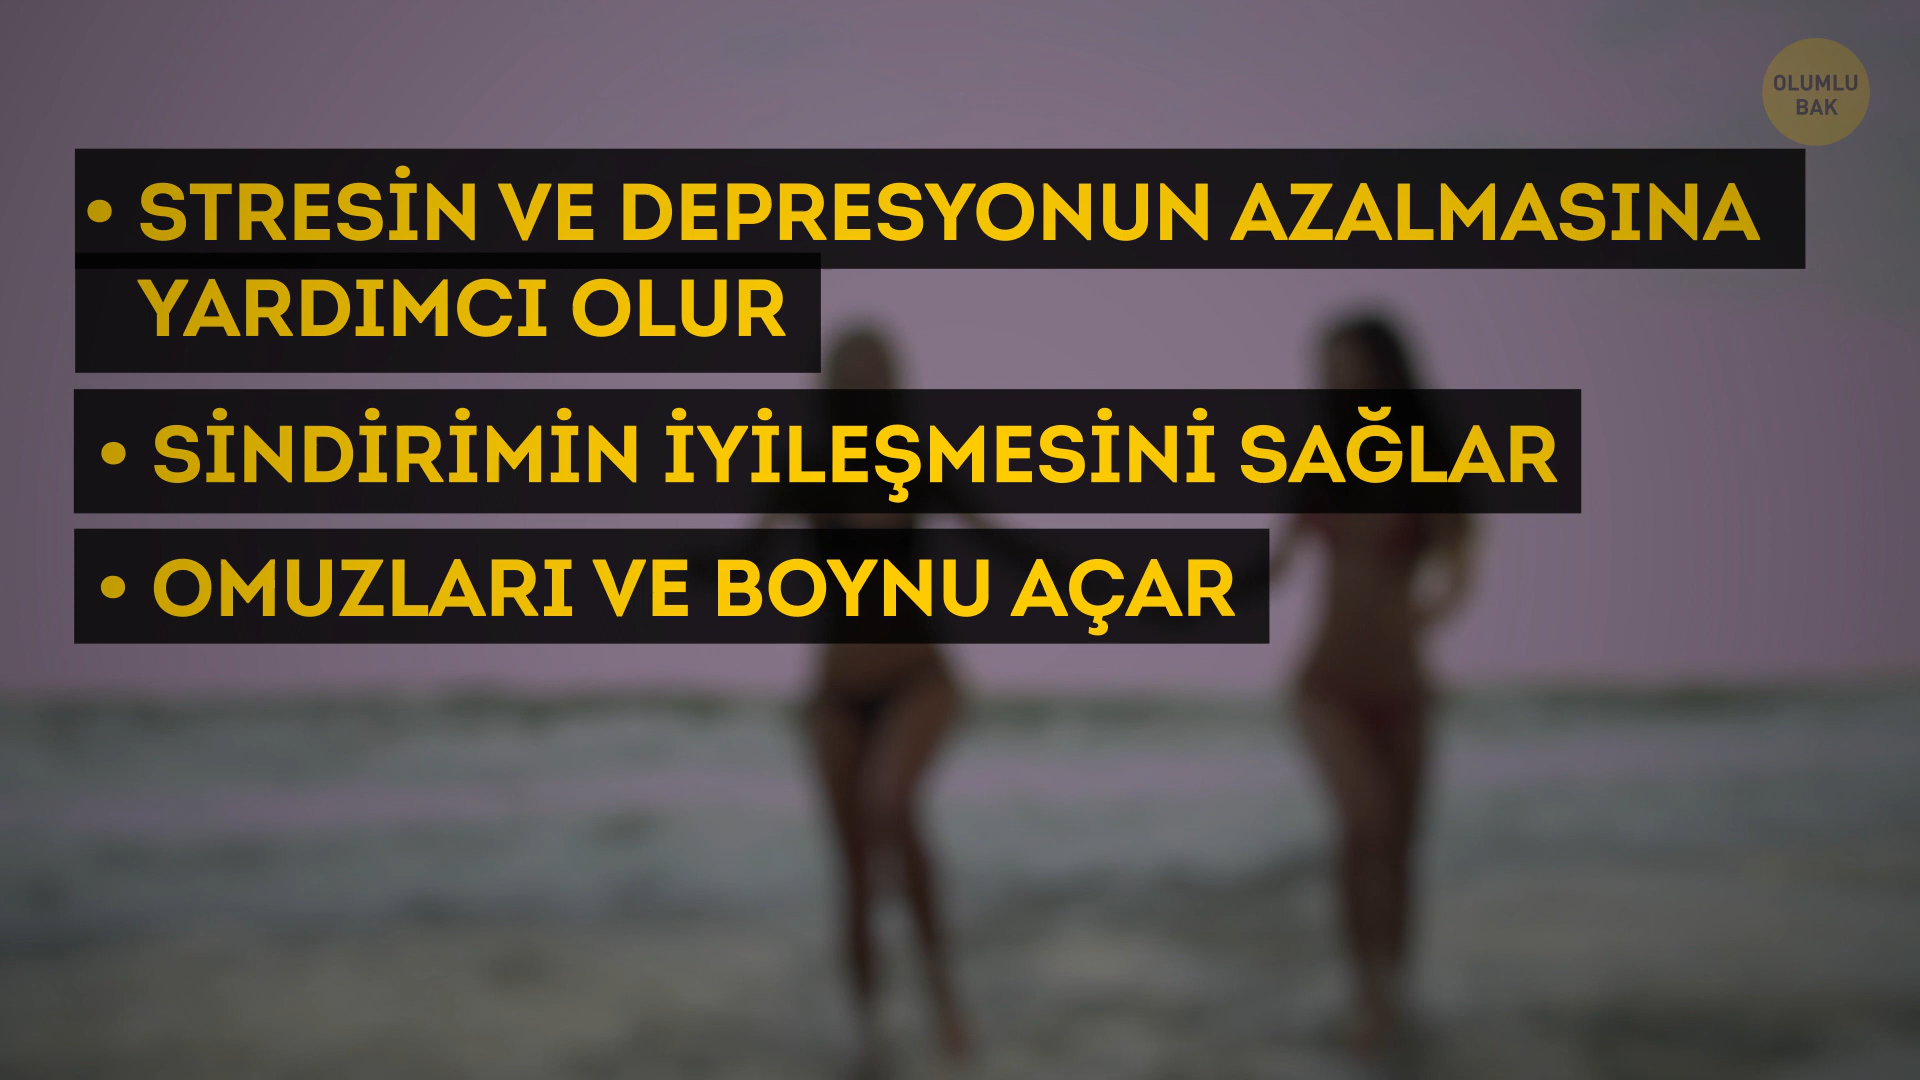 OLUMLU
BAK
• STRESİN VE DEPRESYONUN AZALMASINA
YARDIMCI OLUR
• SİNDİRİMİN İYİLEŞMESİNİ SAĞLAR
• OMUZLARI VE BOYNU AÇAR